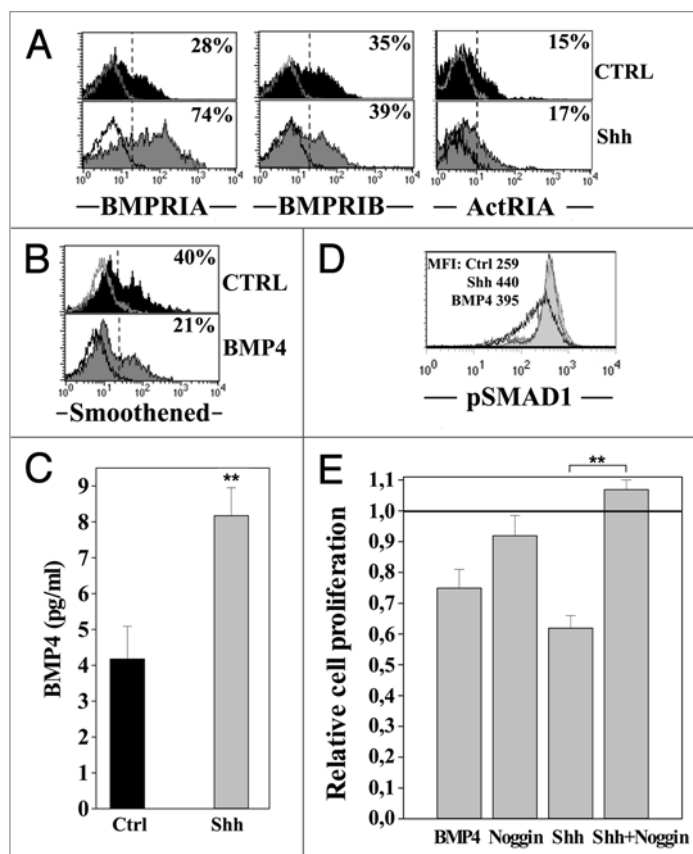 A
28%
35%
15%
CTRL
74%
39%
17%
Shh
10⁰ 10¹ 10² 10³ 10⁴
10⁰ 10¹ 10² 10³ 10⁴
10⁰ 10¹ 10² 10³ 10⁴
BMPRIA
BMPRIB
ActRIA
B
40%
CTRL
21%
BMP4
10⁰ 10¹ 10² 10³ 10⁴
-Smoothened-
D
MFI: Ctrl 259
Shh 440
BMP4 395
10⁰ 10¹ 10² 10³ 10⁴
pSMAD1
C
BMP4 (pg/ml)
9
8
7
6
5
4
3
2
1
0
**
Ctrl Shh
E
Relative cell proliferation
1,1
1,0
0,9
0,8
0,7
0,6
0,5
0,4
0,3
0,2
0,1
0,0
**
BMP4 Noggin Shh Shh+Noggin